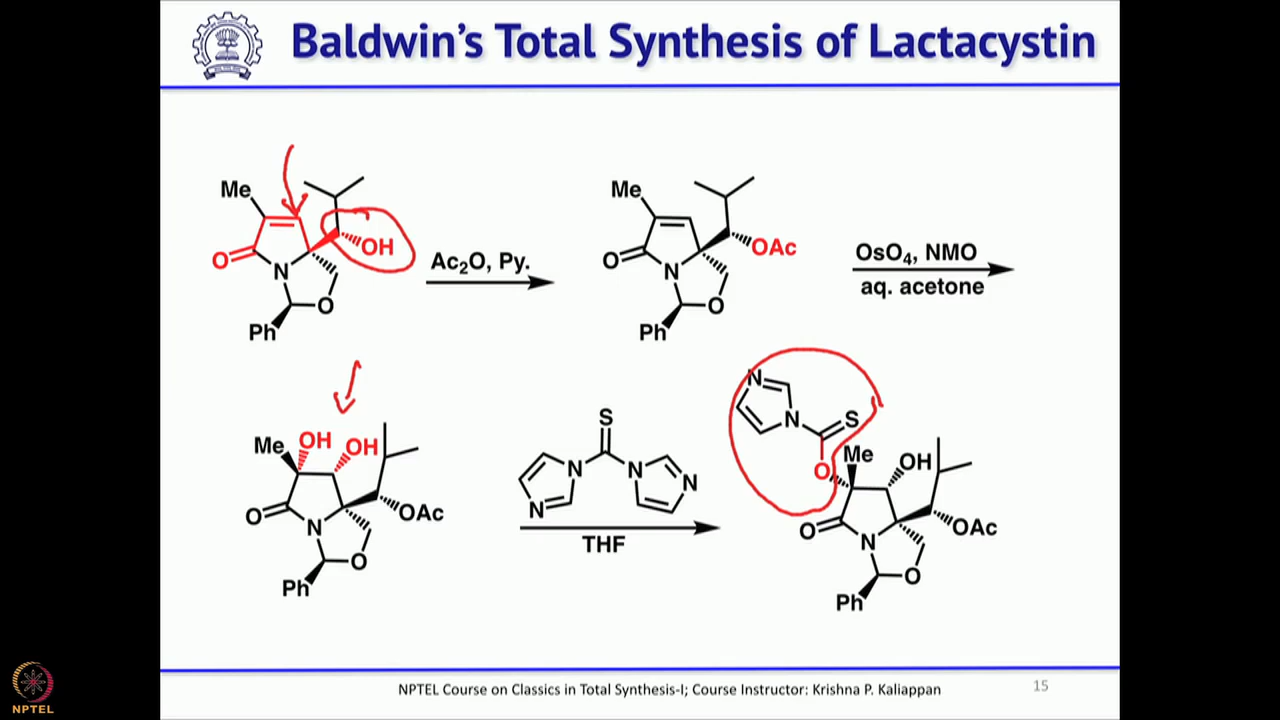 Baldwin's Total Synthesis of Lactacystin
Me
O
N
O
Ph
OH
Ac₂O, Py.
Me
O
N
O
Ph
OAc
OsO₄, NMO
aq. acetone
Me
OH
OH
O
N
O
Ph
OAc
S
N
N
N
N
THF
N
N
S
O
Me
OH
O
N
O
Ph
OAc
NPTEL
NPTEL Course on Classics in Total Synthesis-I; Course Instructor: Krishna P. Kaliappan
15